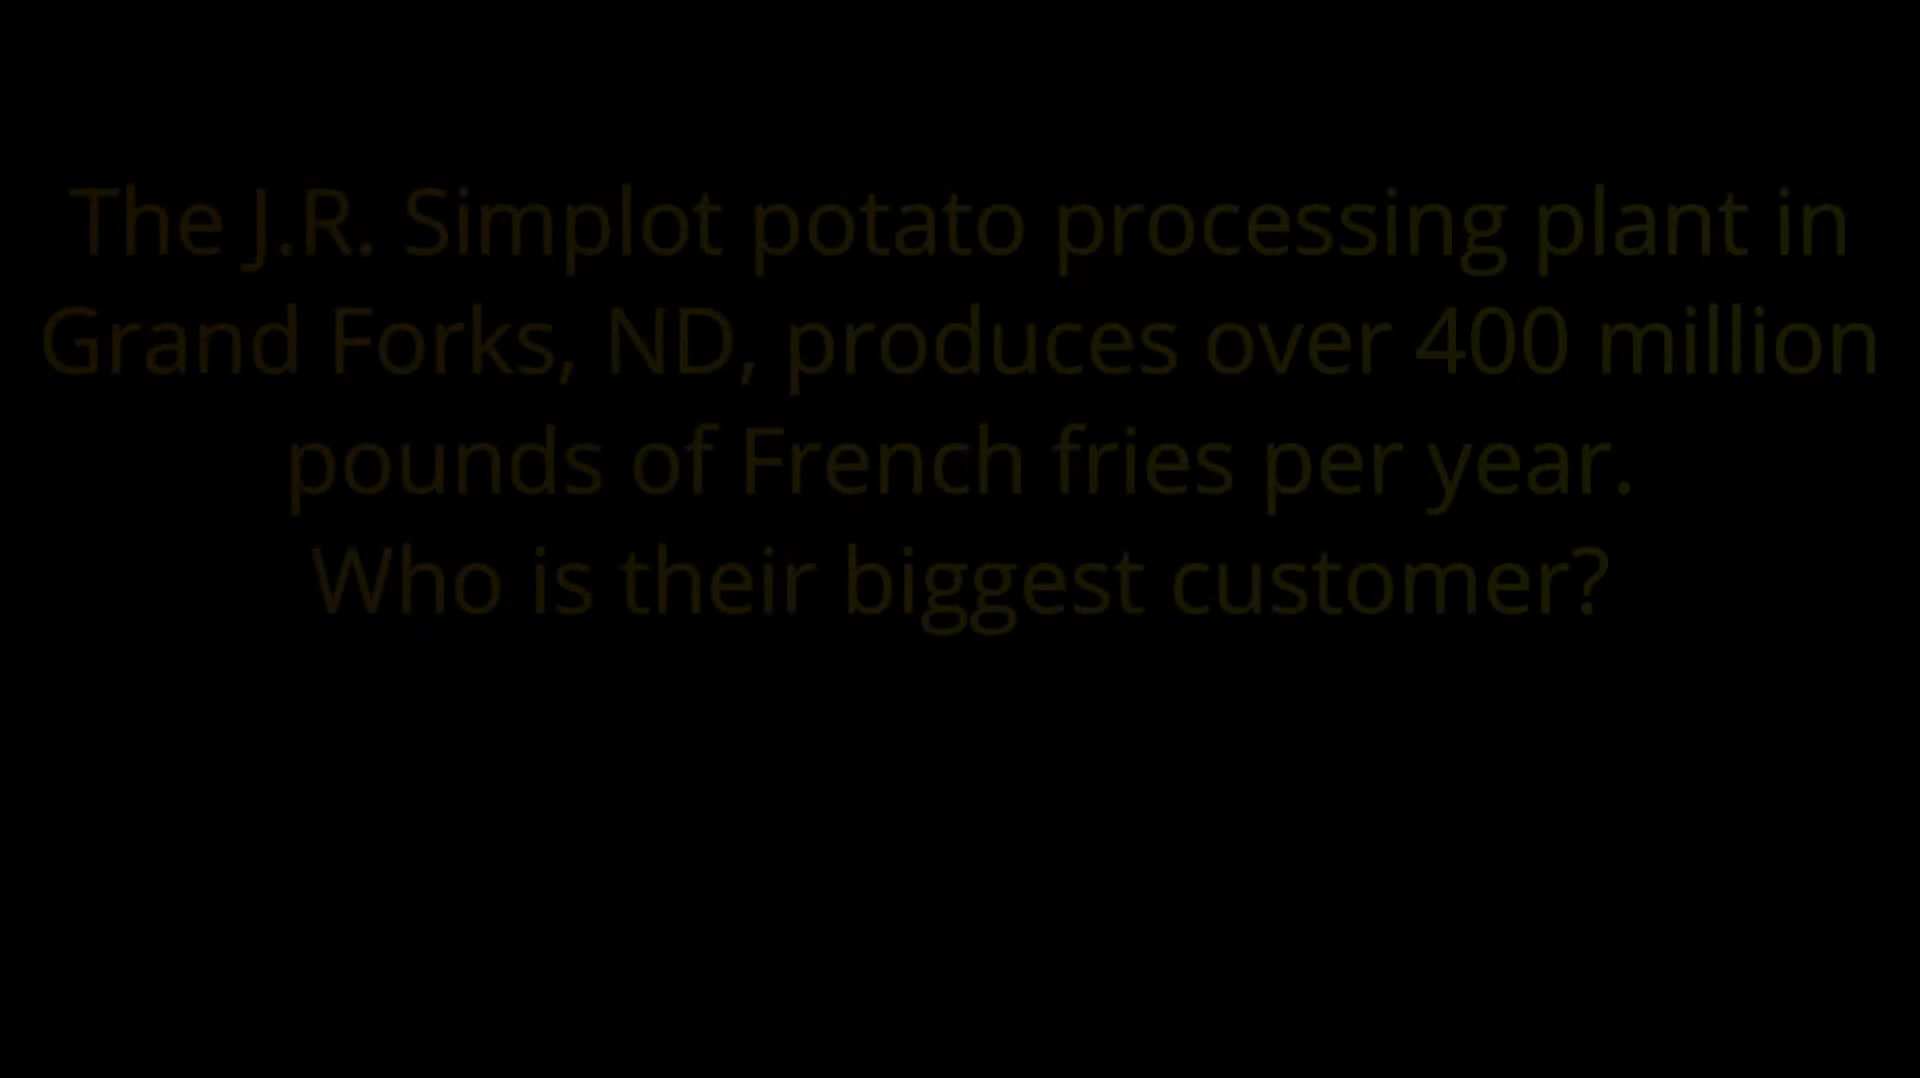 The J.R. Simplot potato processing plant in
Grand Forks, ND, produces over 400 million
pounds of French fries per year.
Who is their biggest customer?